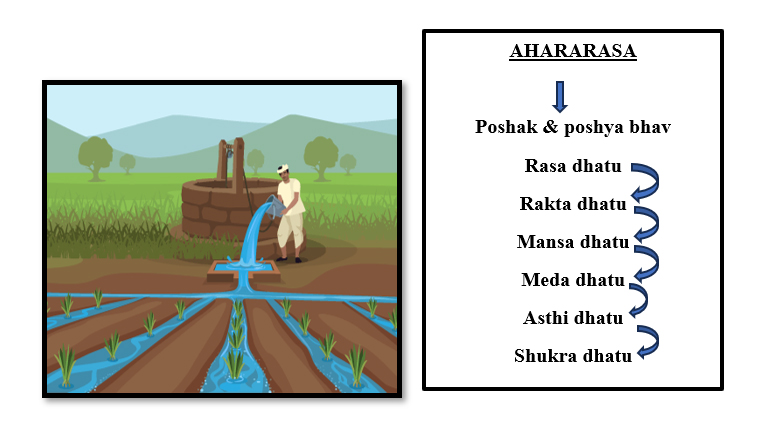 AHARARASA
Poshak & poshya bhav
Rasa dhatu
Rakta dhatu
Mansa dhatu
Meda dhatu
Asthi dhatu
Shukra dhatu